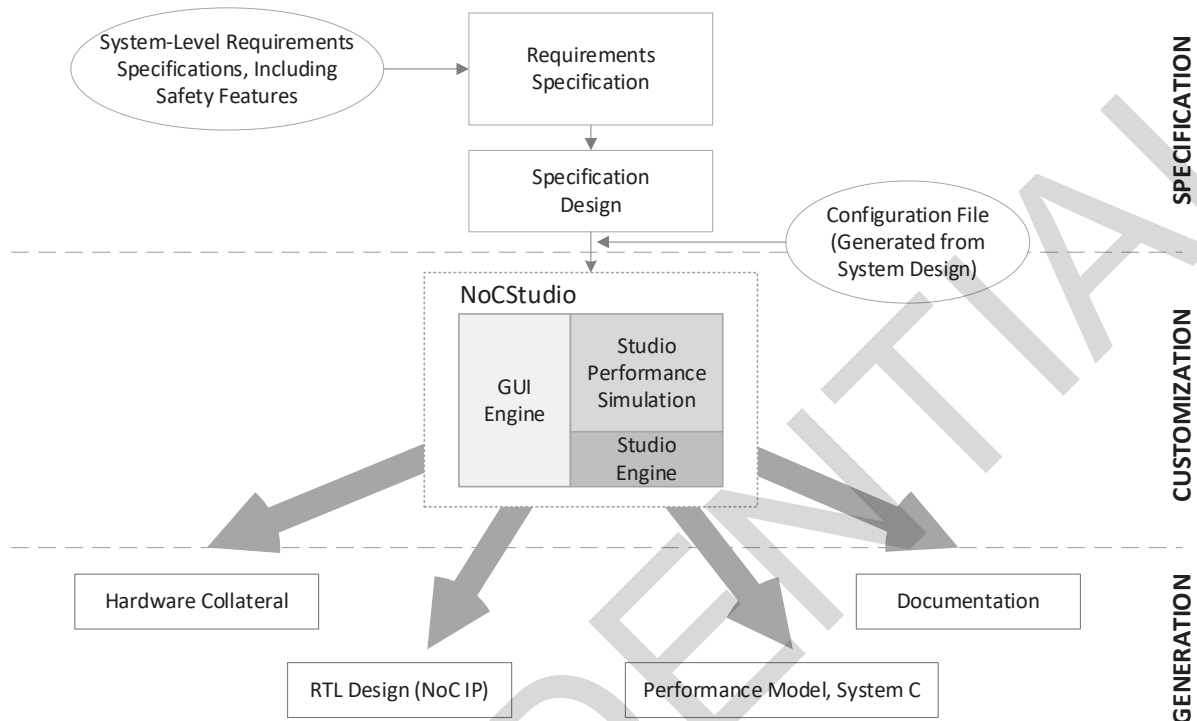 System-Level Requirements
Specifications, Including
Safety Features
Requirements
Specification
SPECIFICATION
Specification
Design
Configuration File
(Generated from
System Design)
NoCStudio
GUI
Engine
Studio
Performance
Simulation
Studio
Engine
CUSTOMIZATION
Hardware Collateral
Documentation
RTL Design (NoC IP)
Performance Model, System C
GENERATION
DENTIAL